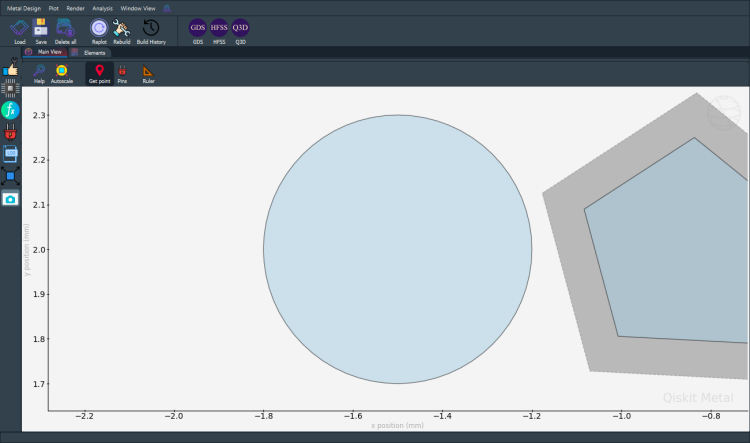 Metal Design Plot Render Analysis Window View
GDS HFSS Q3D
Load Save Delete all Replot Rebuild Build History GDS HFSS Q3D
Main View Elements
Help Autoscale Get point Pins Ruler
2.3
2.2
2.1
2.0
1.9
1.8
1.7
y position (mm)
Qiskit Metal
−2.2 −2.0 −1.8 −1.6 −1.4 −1.2 −1.0 −0.8
x position (mm)